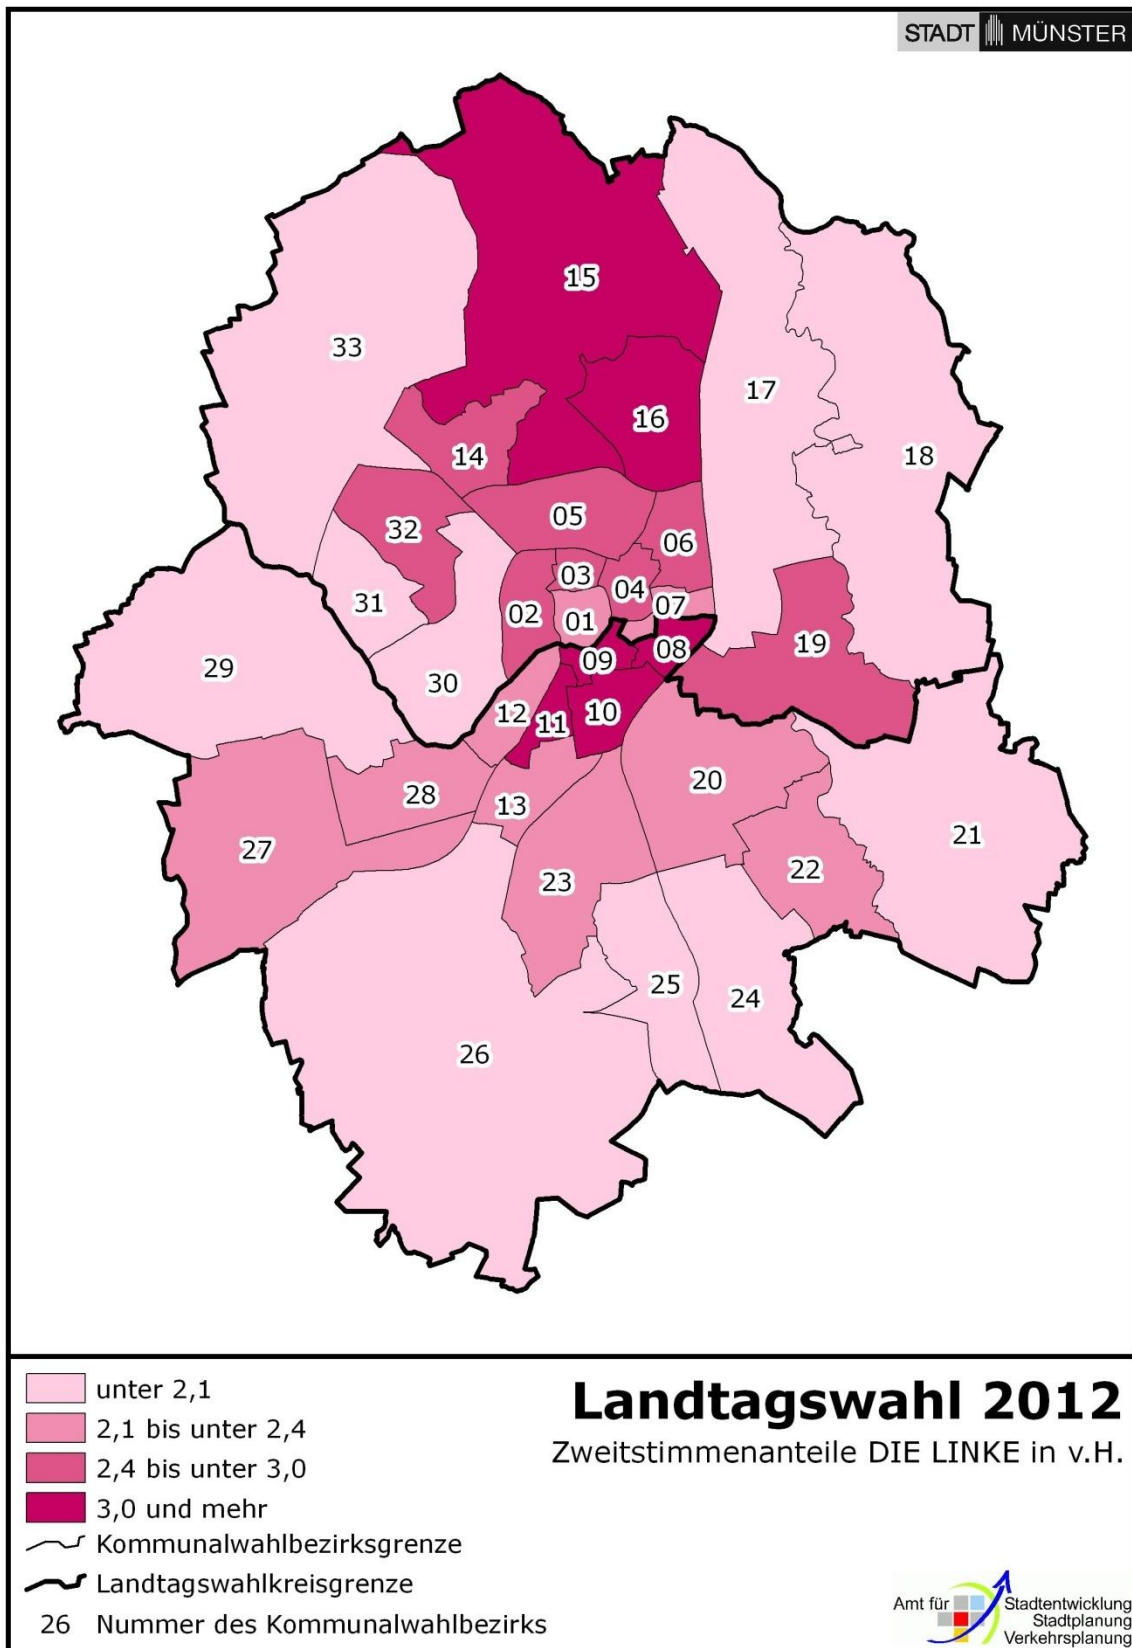 STADT MÜNSTER
15
33
17
16
18
14
05
32
06
03
04
31
07
02
01
19
08
29
09
30
12
10
11
20
28
13
21
27
22
23
25
24
26
unter 2,1
2,1 bis unter 2,4
2,4 bis unter 3,0
3,0 und mehr
Kommunalwahlbezirksgrenze
Landtagswahlkreisgrenze
26 Nummer des Kommunalwahlbezirks
Landtagswahl 2012
Zweitstimmenanteile DIE LINKE in v.H.
Amt für Stadtentwicklung
Stadtplanung
Verkehrsplanung